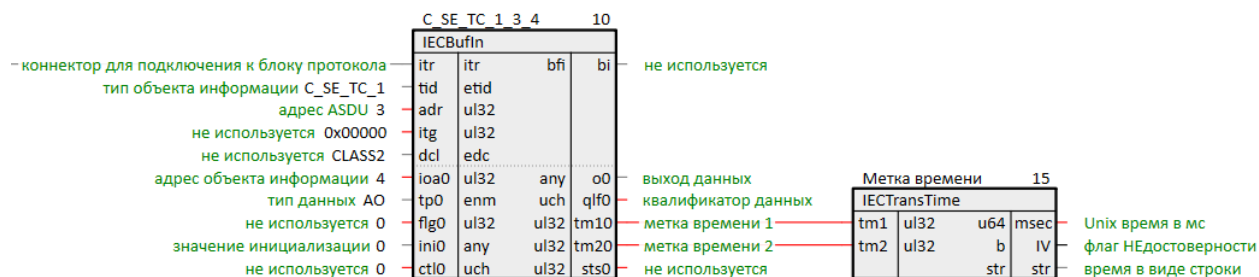 C_SE_TC_1_3_4 10
IECBufIn
коннектор для подключения к блоку протокола itr itr bfi bi не используется
тип объекта информации C_SE_TC_1 tid etid
адрес ASDU 3 adr ul32
не используется 0x00000 itg ul32
не используется CLASS2 dcl edc
адрес объекта информации 4 ioa0 ul32 any o0 выход данных Метка времени 15
тип данных AO tp0 enm uch qlf0 квалификатор данных IECTransTime
не используется 0 flg0 ul32 ul32 tm10 метка времени 1 tm1 ul32 u64 msec Unix время в мс
значение инициализации 0 ini0 any ul32 tm20 метка времени 2 tm2 ul32 b IV флаг НЕдостоверности
не используется 0 ctl0 uch ul32 sts0 не используется str str время в виде строки